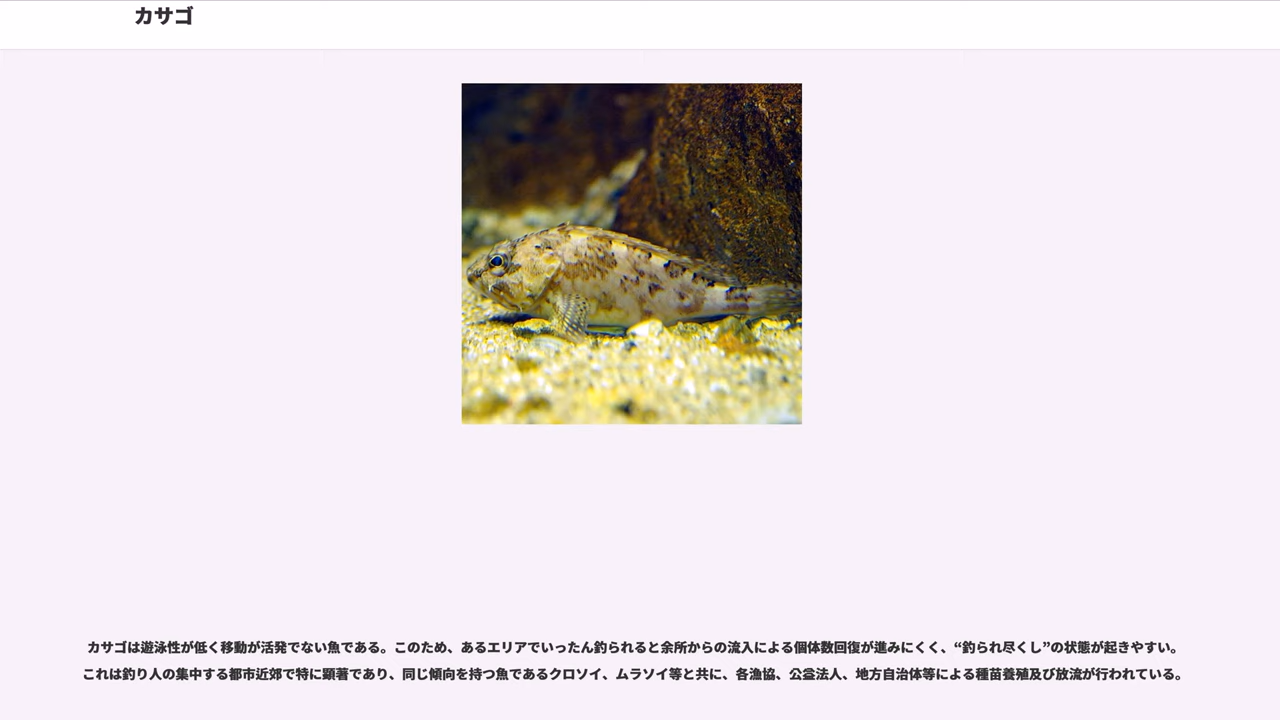 カサゴ
カサゴは遊泳性が低く移動が活発でない魚である。このため、あるエリアでいったん釣られると余所からの流入による個体数回復が進みにくく、“釣られ尽くし”の状態が起きやすい。
これは釣り人の集中する都市近郊で特に顕著であり、同じ傾向を持つ魚であるクロソイ、ムラソイ等と共に、各漁協、公益法人、地方自治体等による種苗養殖及び放流が行われている。